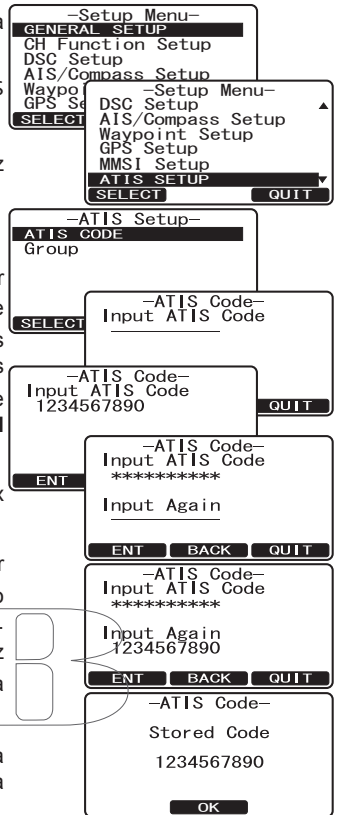 –Setup Menu–
GENERAL SETUP
CH Function Setup
DSC Setup
AIS/Compass Setup
Waypoi
GPS Se
SELECT
–Setup Menu–
DSC Setup
AIS/Compass Setup
Waypoint Setup
GPS Setup
MMSI Setup
ATIS SETUP
SELECT QUIT
–ATIS Setup–
ATIS CODE
Group
SELECT
–ATIS Code–
Input ATIS Code
QUIT
–ATIS Code–
Input ATIS Code
1234567890
ENT
–ATIS Code–
Input ATIS Code
**********
Input Again
ENT BACK QUIT
–ATIS Code–
Input ATIS Code
**********
Input Again
1234567890
ENT BACK QUIT
–ATIS Code–
Stored Code
1234567890
OK